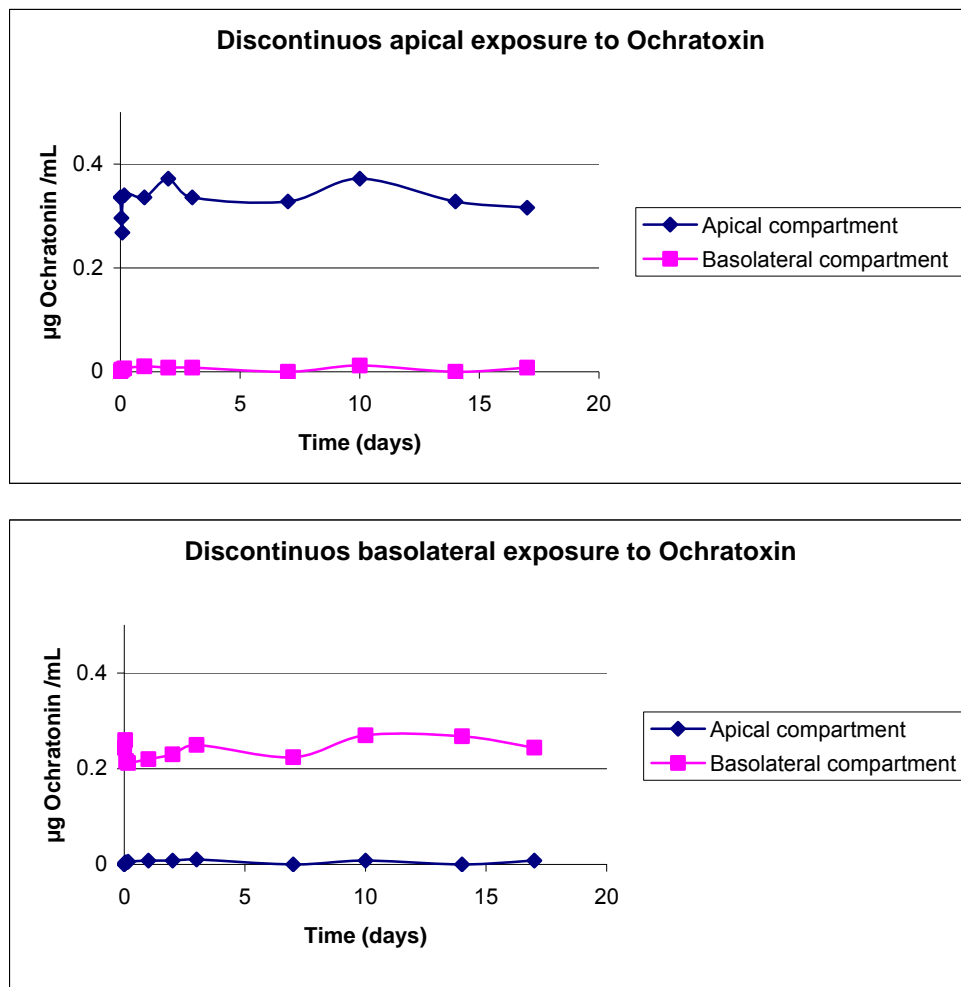 Discontinuos apical exposure to Ochratoxin
µg Ochratonin /mL
0.4
0.2
0
0 5 10 15 20
Time (days)
Apical compartment
Basolateral compartment
Discontinuos basolateral exposure to Ochratoxin
µg Ochratonin /mL
0.4
0.2
0
0 5 10 15 20
Time (days)
Apical compartment
Basolateral compartment